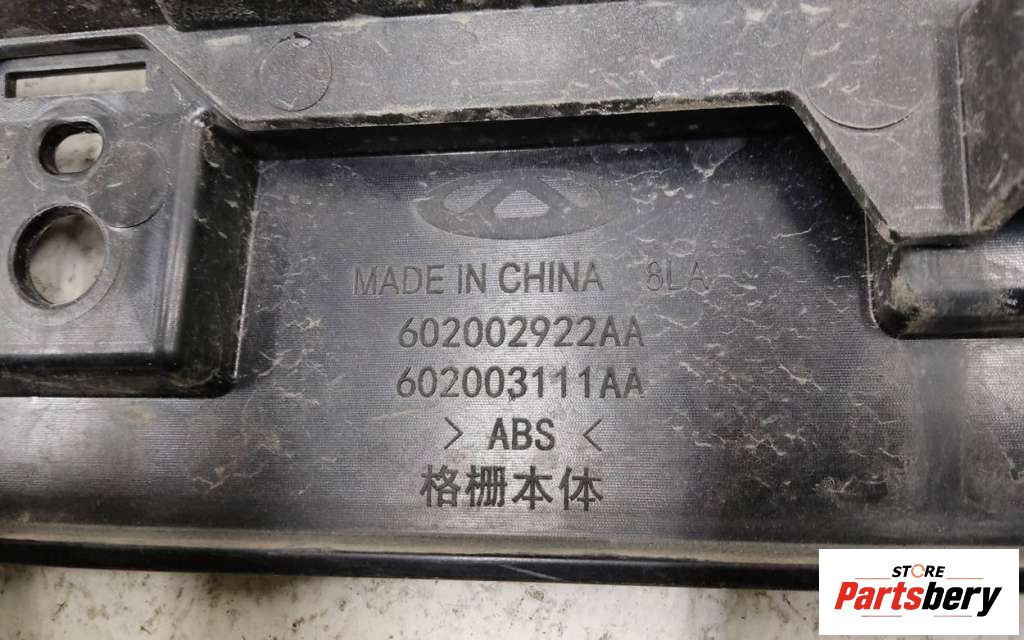 MADE IN CHINA 8LA
602002922AA
602003111AA
> ABS <
格栅本体
STORE
Partsbery